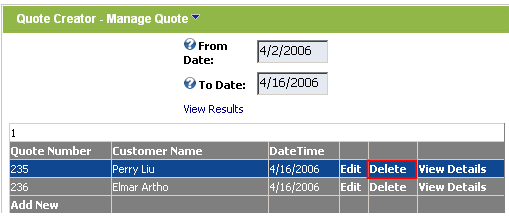 Quote Creator - Manage Quote
From Date: 4/2/2006
To Date: 4/16/2006
View Results
1
Quote Number Customer Name DateTime
235 Perry Liu 4/16/2006 Edit Delete View Details
236 Elmar Artho 4/16/2006 Edit Delete View Details
Add New